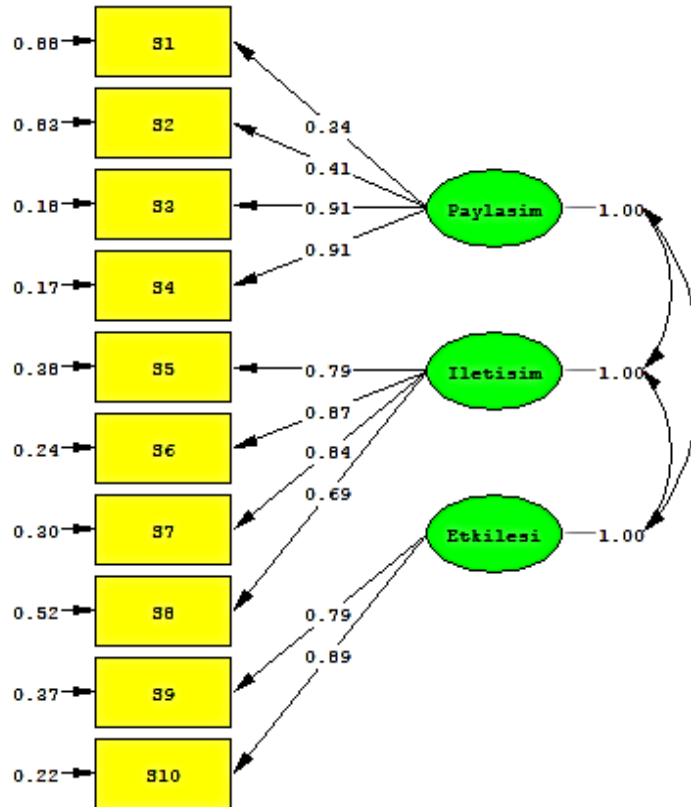 0.88 S1
0.34
0.83 S2
0.41
0.18 S3 0.91 Paylasim 1.00
0.91
0.17 S4
0.38 S5 0.79 Iletisim 1.00
0.87
0.24 S6
0.84
0.69
0.30 S7 Etkilesi 1.00
0.52 S8
0.79
0.89
0.37 S9
0.22 S10